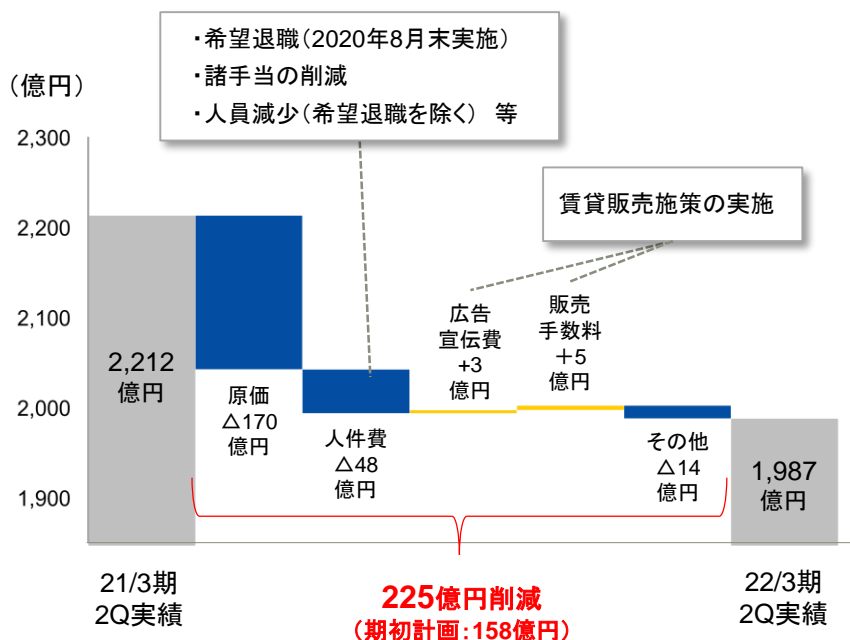 ・希望退職(2020年8月末実施)
・諸手当の削減
・人員減少(希望退職を除く) 等
(億円)
2,300
2,200
2,100
2,000
1,900
賃貸販売施策の実施
2,212
億円
原価
△170
億円
人件費
△48
億円
広告
宣伝費
+3
億円
販売
手数料
＋5
億円
その他
△14
億円
1,987
億円
21/3期
2Q実績
225億円削減
(期初計画:158億円)
22/3期
2Q実績